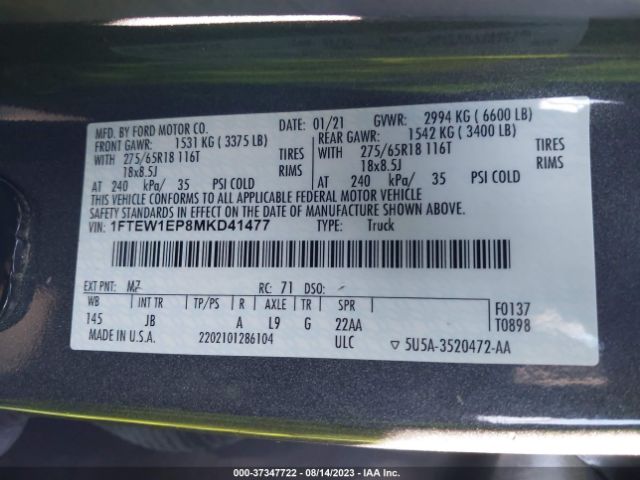 MFD. BY FORD MOTOR CO. DATE: 01/21 GVWR: 2994 KG ( 6600 LB)
FRONT GAWR: 1531 KG ( 3375 LB) REAR GAWR: 1542 KG ( 3400 LB)
WITH 275/65R18 116T TIRES WITH 275/65R18 116T TIRES
18x8.5J RIMS 18x8.5J RIMS
AT 240 kPa/ 35 PSI COLD AT 240 kPa/ 35 PSI COLD
THIS VEHICLE CONFORMS TO ALL APPLICABLE FEDERAL MOTOR VEHICLE
SAFETY STANDARDS IN EFFECT ON THE DATE OF MANUFACTURE SHOWN ABOVE.
VIN: 1FTEW1EP8MKD41477 TYPE: Truck
EXT PNT: M7 RC: 71 DSO:
WB INT TR TP/PS R AXLE TR SPR F0137
145 JB A L9 G 22AA T0898
MADE IN U.S.A. 2202101286104 ULC ▽ 5U5A-3520472-AA
000-37347722 - 08/14/2023 - IAA Inc.